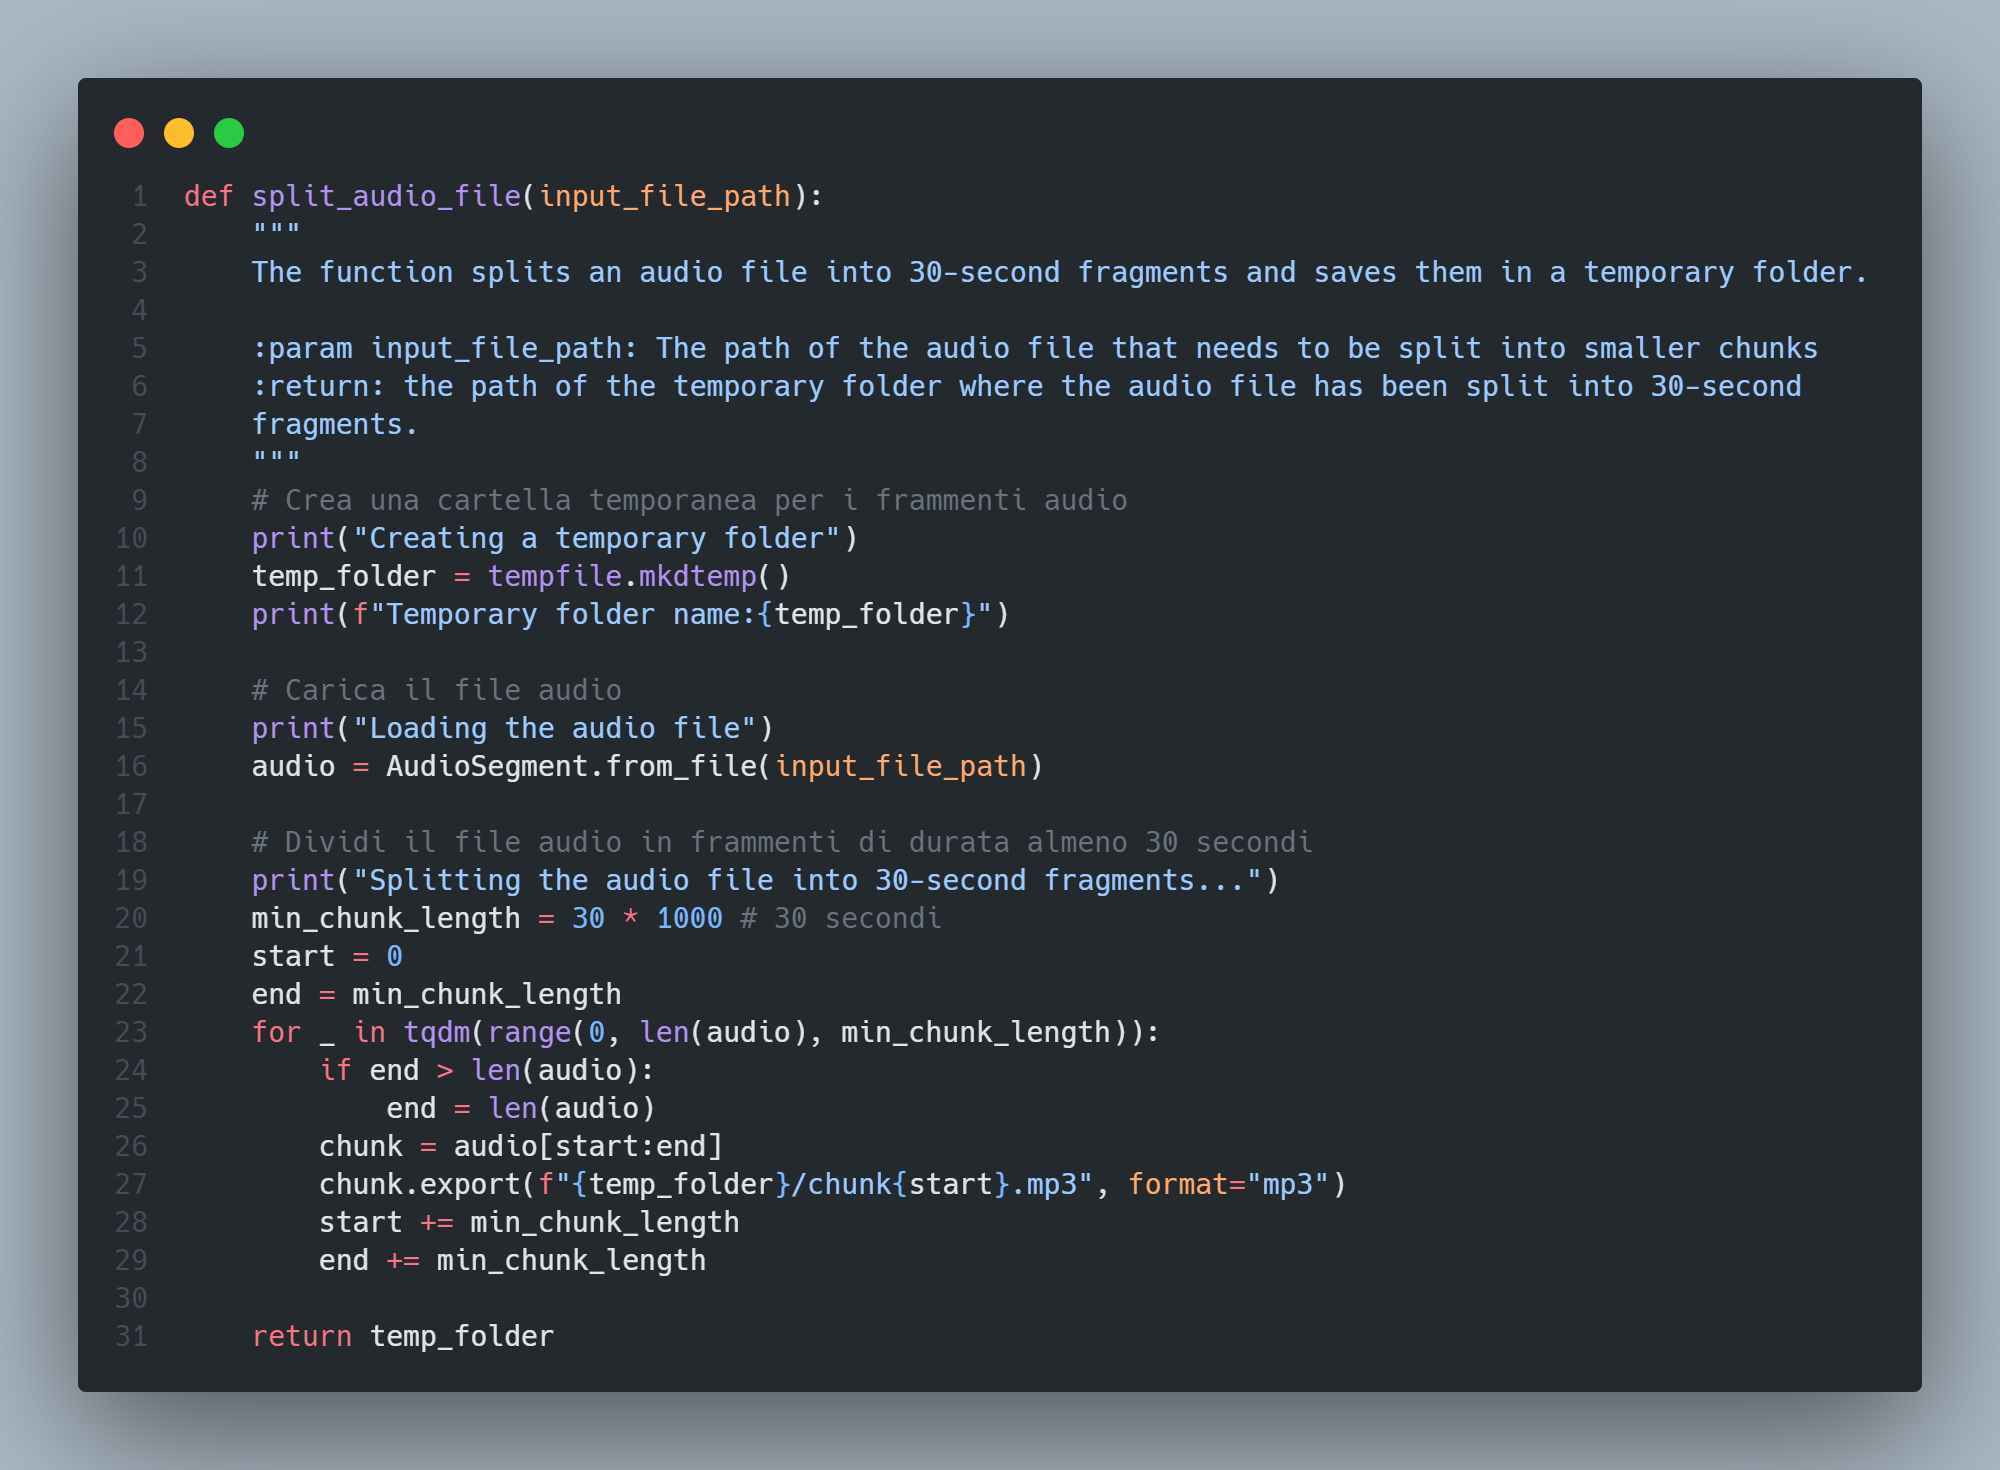 1 def split_audio_file(input_file_path):
2     """
3     The function splits an audio file into 30-second fragments and saves them in a temporary folder.
4
5     :param input_file_path: The path of the audio file that needs to be split into smaller chunks
6     :return: the path of the temporary folder where the audio file has been split into 30-second
7     fragments.
8     """
9     # Crea una cartella temporanea per i frammenti audio
10     print("Creating a temporary folder")
11     temp_folder = tempfile.mkdtemp()
12     print(f"Temporary folder name:{temp_folder}")
13
14     # Carica il file audio
15     print("Loading the audio file")
16     audio = AudioSegment.from_file(input_file_path)
17
18     # Dividi il file audio in frammenti di durata almeno 30 secondi
19     print("Splitting the audio file into 30-second fragments...")
20     min_chunk_length = 30 * 1000 # 30 secondi
21     start = 0
22     end = min_chunk_length
23     for _ in tqdm(range(0, len(audio), min_chunk_length)):
24         if end > len(audio):
25             end = len(audio)
26         chunk = audio[start:end]
27         chunk.export(f"{temp_folder}/chunk{start}.mp3", format="mp3")
28         start += min_chunk_length
29         end += min_chunk_length
30
31     return temp_folder